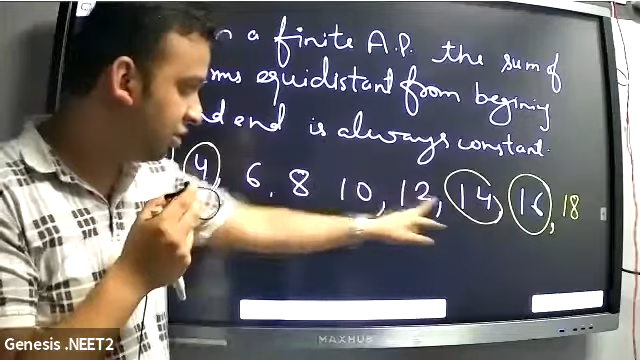 a finite A.P. the sum of
equidistant from begining
end is always constant.
4, 6, 8 10, 12, 14, 16, 18
MAXHUB
Genesis .NEET2